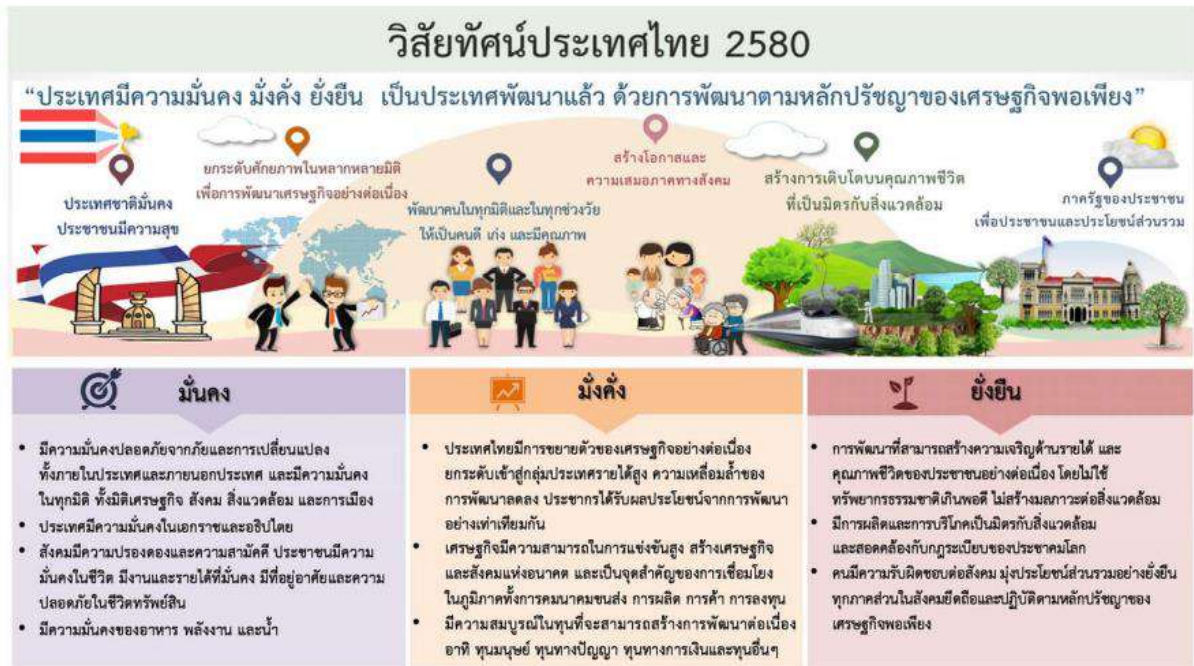 วิสัยทัศน์ประเทศไทย 2580
“ประเทศมีความมั่นคง มั่งคั่ง ยั่งยืน เป็นประเทศพัฒนาแล้ว ด้วยการพัฒนาตามหลักปรัชญาของเศรษฐกิจพอเพียง”
ประเทศชาติมั่นคง
ประชาชนมีความสุข
ยกระดับศักยภาพในหลากหลายมิติ
เพื่อการพัฒนาเศรษฐกิจอย่างต่อเนื่อง
พัฒนาคนในทุกมิติและในทุกช่วงวัย
ให้เป็นคนดี เก่ง และมีคุณภาพ
สร้างโอกาสและ
ความเสมอภาคทางสังคม
สร้างการเติบโตบนคุณภาพชีวิต
ที่เป็นมิตรกับสิ่งแวดล้อม
ภาครัฐของประชาชน
เพื่อประชาชนและประโยชน์ส่วนรวม
มั่นคง
• มีความมั่นคงปลอดภัยจากภัยและการเปลี่ยนแปลง
ทั้งภายในประเทศและภายนอกประเทศ และมีความมั่นคง
ในทุกมิติ ทั้งมิติเศรษฐกิจ สังคม สิ่งแวดล้อม และการเมือง
• ประเทศมีความมั่นคงในเอกราชและอธิปไตย
• สังคมมีความปรองดองและความสามัคคี ประชาชนมีความ
มั่นคงในชีวิต มีงานและรายได้ที่มั่นคง มีที่อยู่อาศัยและความ
ปลอดภัยในชีวิตทรัพย์สิน
• มีความมั่นคงของอาหาร พลังงาน และน้ำ
มั่งคั่ง
• ประเทศไทยมีการขยายตัวของเศรษฐกิจอย่างต่อเนื่อง
ยกระดับเข้าสู่กลุ่มประเทศรายได้สูง ความเหลื่อมล้ำของ
การพัฒนาลดลง ประชากรได้รับผลประโยชน์จากการพัฒนา
อย่างเท่าเทียมกัน
• เศรษฐกิจมีความสามารถในการแข่งขันสูง สร้างเศรษฐกิจ
และสังคมแห่งอนาคต และเป็นจุดสำคัญของการเชื่อมโยง
ในภูมิภาคทั้งการคมนาคมขนส่ง การผลิต การค้า การลงทุน
• มีความสมบูรณ์ในทุนที่จะสามารถสร้างการพัฒนาต่อเนื่อง
อาทิ ทุนมนุษย์ ทุนทางปัญญา ทุนทางการเงินและทุนอื่นๆ
ยั่งยืน
• การพัฒนาที่สามารถสร้างความเจริญด้านรายได้ และ
คุณภาพชีวิตของประชาชนอย่างต่อเนื่อง โดยไม่ใช้
ทรัพยากรธรรมชาติเกินพอดี ไม่สร้างมลภาวะต่อสิ่งแวดล้อม
• มีการผลิตและการบริโภคเป็นมิตรกับสิ่งแวดล้อม
และสอดคล้องกับกฎระเบียบของประชาคมโลก
• คนมีความรับผิดชอบต่อสังคม มุ่งประโยชน์ส่วนรวมอย่างยั่งยืน
ทุกภาคส่วนในสังคมยึดถือและปฏิบัติตามหลักปรัชญาของ
เศรษฐกิจพอเพียง